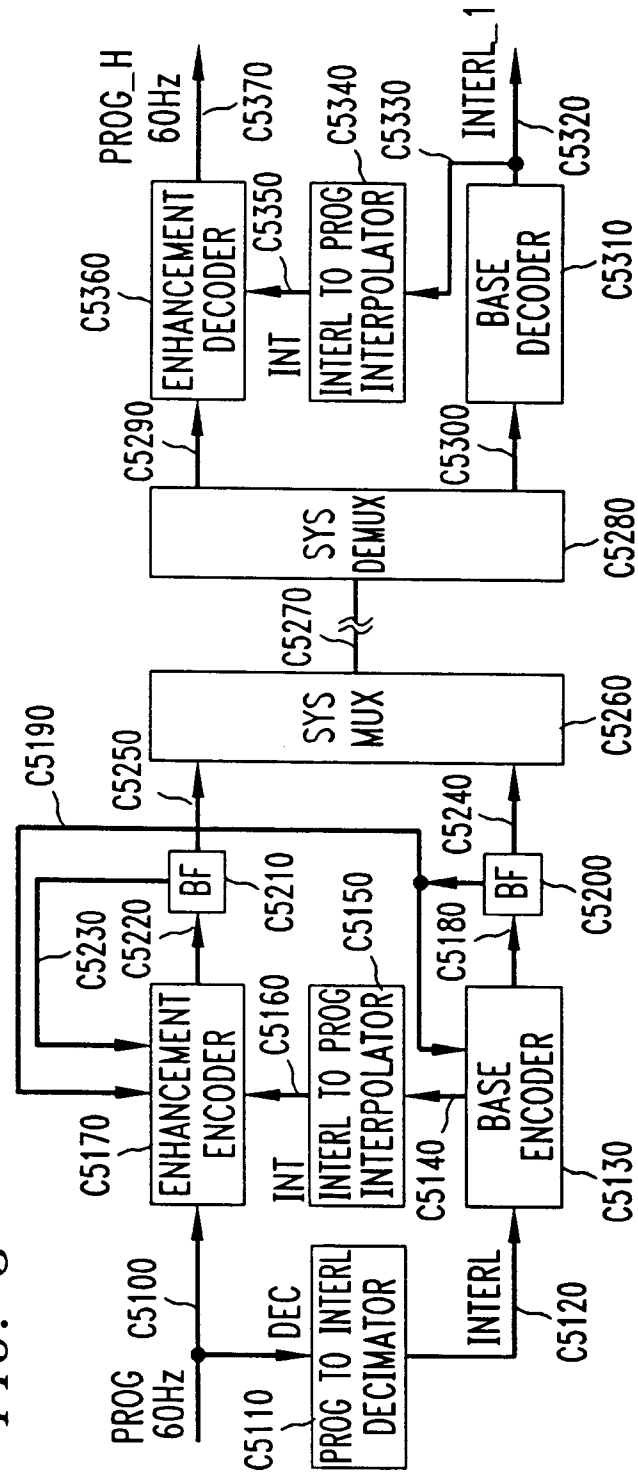 FIG.
PROG
60Hz
C5100
DEC
C5110
PROG TO INTERL
DECIMATOR
INTERL
C5120
C5170
ENHANCEMENT
ENCODER
INT
C5160
INTERL TO PROG
INTERPOLATOR
C5150
C5140
BASE
ENCODER
C5130
C5230
C5220
BF
C5210
C5190
C5250
C5180
BF
C5200
C5240
SYS
MUX
C5260
C5270
SYS
DEMUX
C5280
C5290
C5300
C5360
ENHANCEMENT
DECODER
INT
C5350
INTERL TO PROG
INTERPOLATOR
C5340
C5330
BASE
DECODER
C5310
PROG_H
60Hz
C5370
INTERL_1
C5320